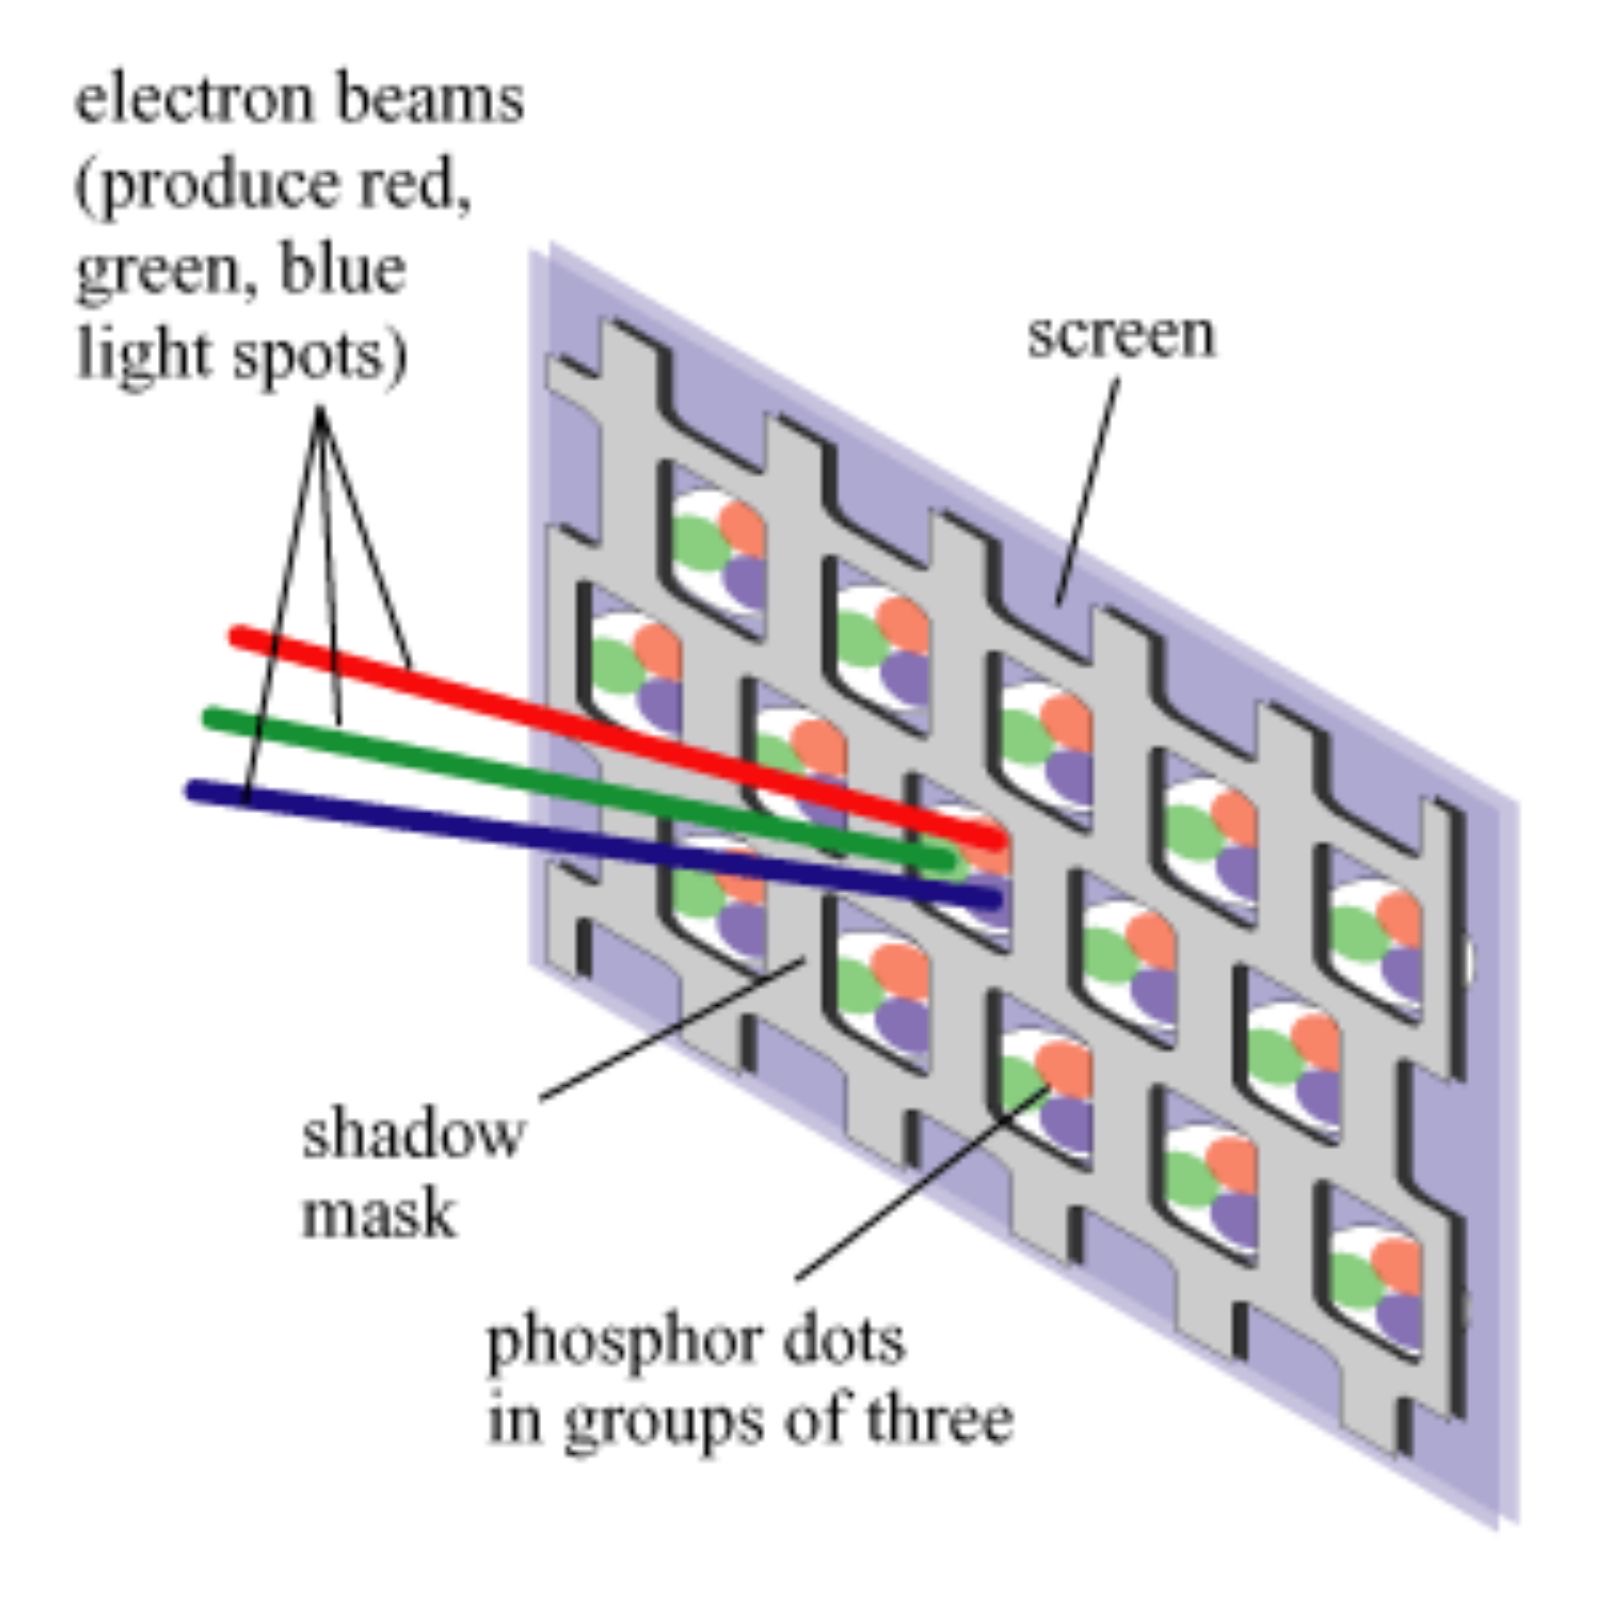 electron beams
(produce red,
green, blue
light spots)
screen
shadow
mask
phosphor dots
in groups of three